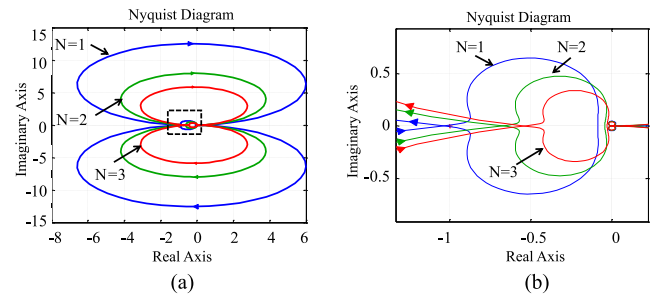 Nyquist Diagram
15
10
5
0
-5
-10
-15
-8
-6
-4
-2
0
2
4
6
Imaginary Axis
Real Axis
N=1
N=2
N=3
(a)
Nyquist Diagram
0.5
0
-0.5
-1
-0.5
0
Imaginary Axis
Real Axis
N=1
N=2
N=3
(b)